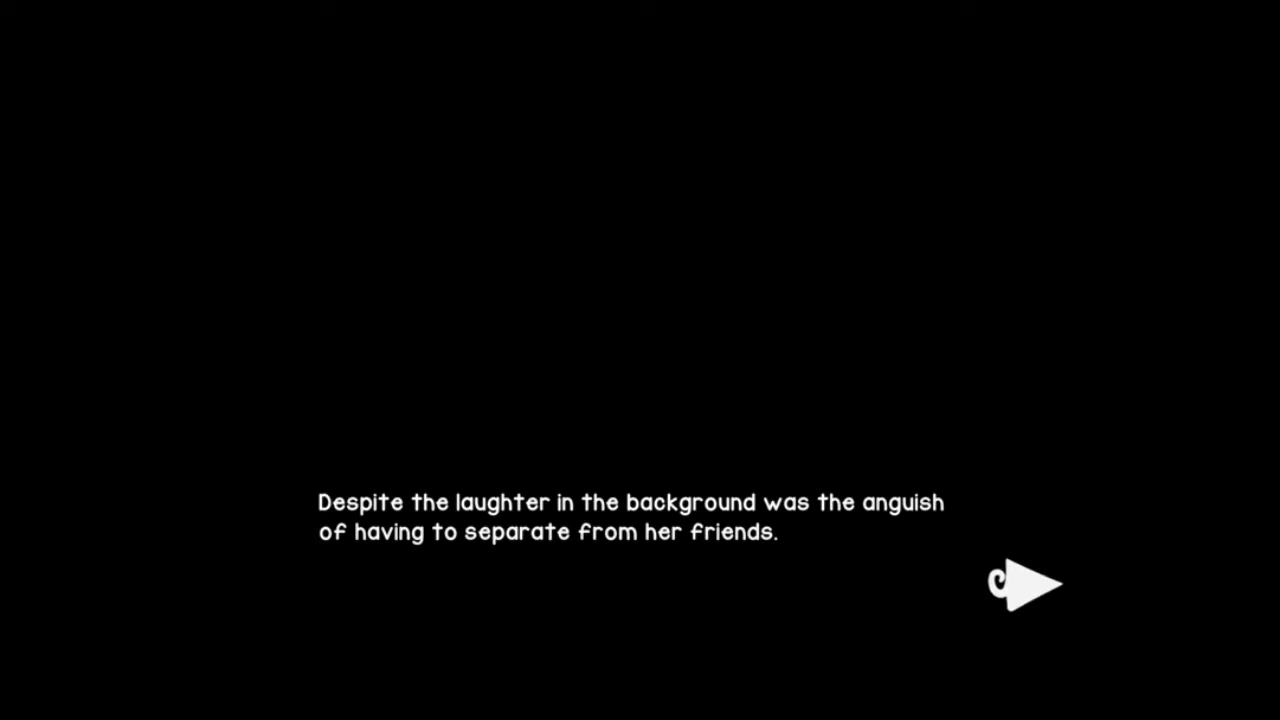 Despite the laughter in the background was the anguish
of having to separate from her friends.